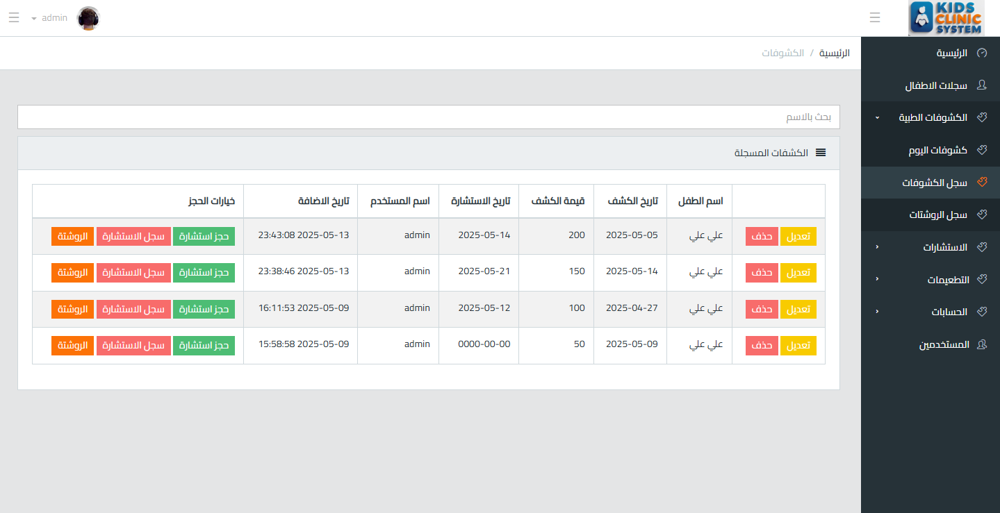 KIDS
CLINIC
SYSTEM
admin
الرئيسية / الكشوفات
الرئيسية
سجلات الاطفال
الكشوفات الطبية
كشوفات اليوم
سجل الكشوفات
سجل الروشتات
الاستشارات
التطعيمات
الحسابات
المستخدمين
بحث بالاسم
الكشفات المسجلة
اسم الطفل تاريخ الكشف قيمة الكشف تاريخ الاستشارة اسم المستخدم تاريخ الاضافة خيارات الحجز
تعديل حذف علي علي 2025-05-05 200 2025-05-14 admin 2025-05-13 23:43:08 حجز استشارة سجل الاستشارة الروشتة
تعديل حذف علي علي 2025-05-14 150 2025-05-21 admin 2025-05-13 23:38:46 حجز استشارة سجل الاستشارة الروشتة
تعديل حذف علي علي 2025-04-27 100 2025-05-12 admin 2025-05-09 16:11:53 حجز استشارة سجل الاستشارة الروشتة
تعديل حذف علي علي 2025-05-09 50 0000-00-00 admin 2025-05-09 15:58:58 حجز استشارة سجل الاستشارة الروشتة